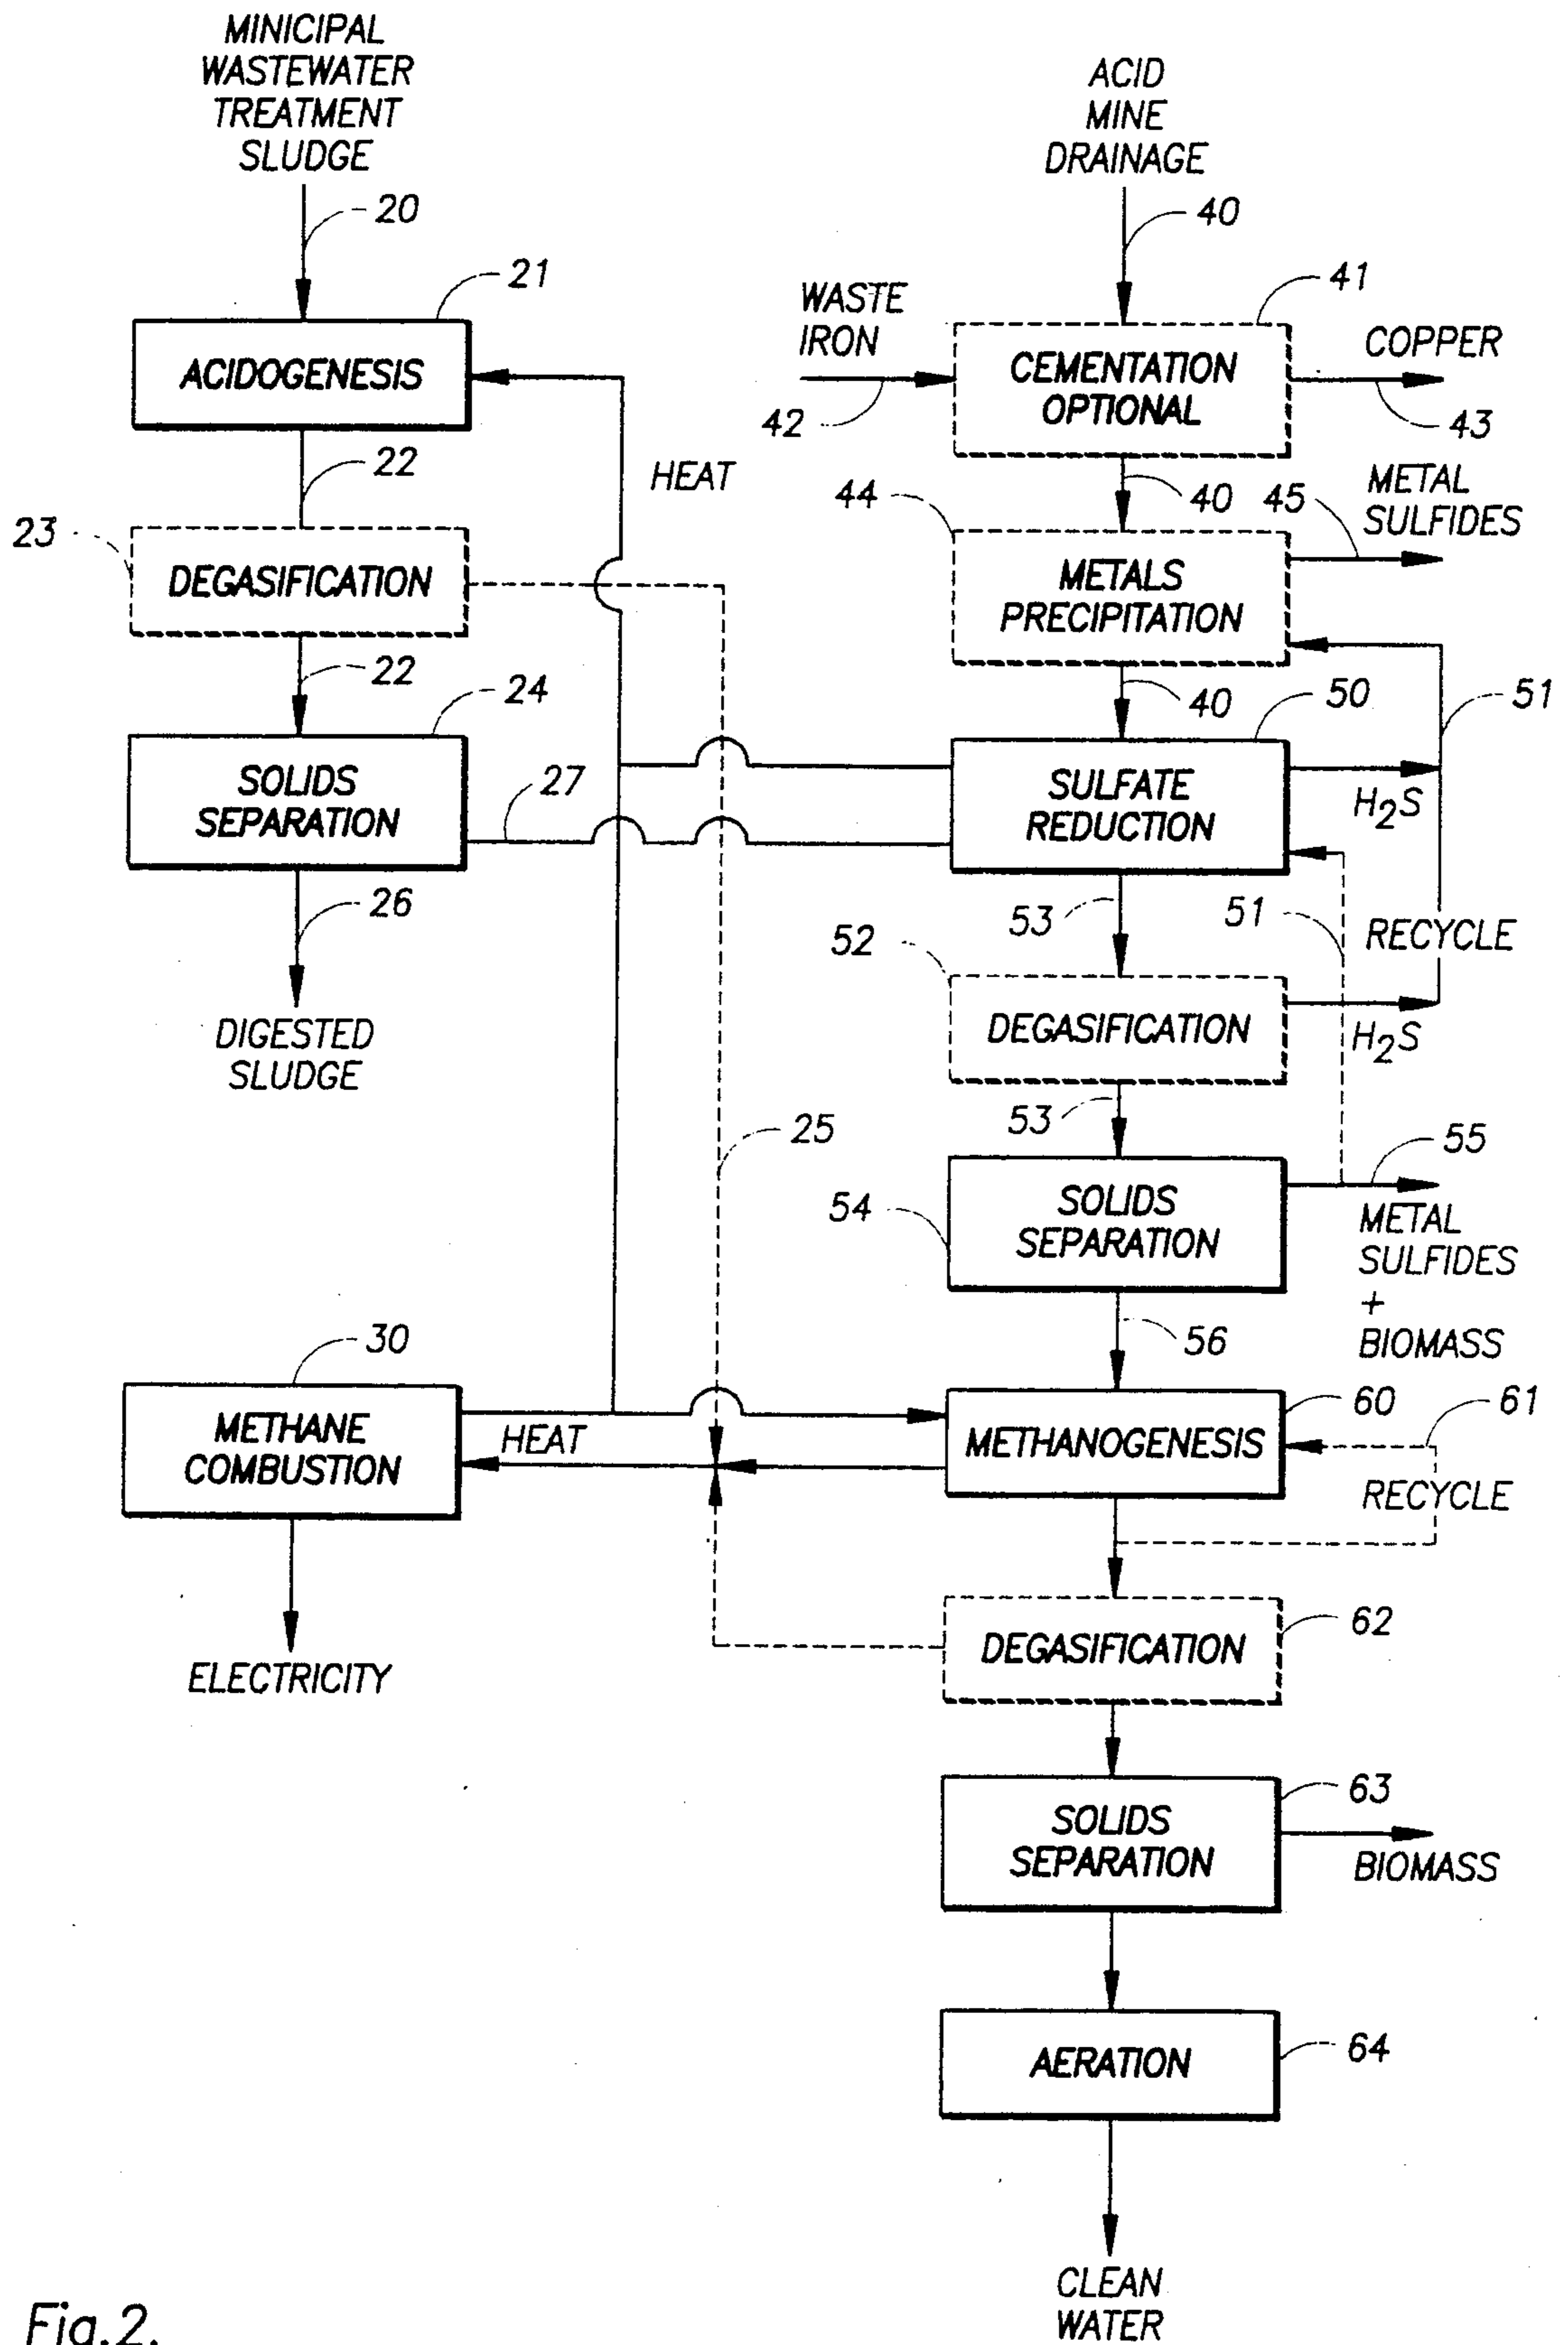 MINICIPAL
WASTEWATER
TREATMENT
SLUDGE
20
21
ACIDOGENESIS
22
HEAT
23
DEGASIFICATION
22
24
SOLIDS
SEPARATION
27
26
DIGESTED
SLUDGE
25
30
METHANE
COMBUSTION
HEAT
ELECTRICITY
ACID
MINE
DRAINAGE
40
41
WASTE
IRON
42
CEMENTATION
OPTIONAL
COPPER
43
40
44
METALS
PRECIPITATION
45
METAL
SULFIDES
40
50
51
SULFATE
REDUCTION
H2S
53
51
RECYCLE
52
DEGASIFICATION
H2S
53
54
SOLIDS
SEPARATION
55
METAL
SULFIDES
+
BIOMASS
56
60
61
METHANOGENESIS
RECYCLE
62
DEGASIFICATION
63
SOLIDS
SEPARATION
BIOMASS
AERATION
64
CLEAN
WATER
Fig.2.